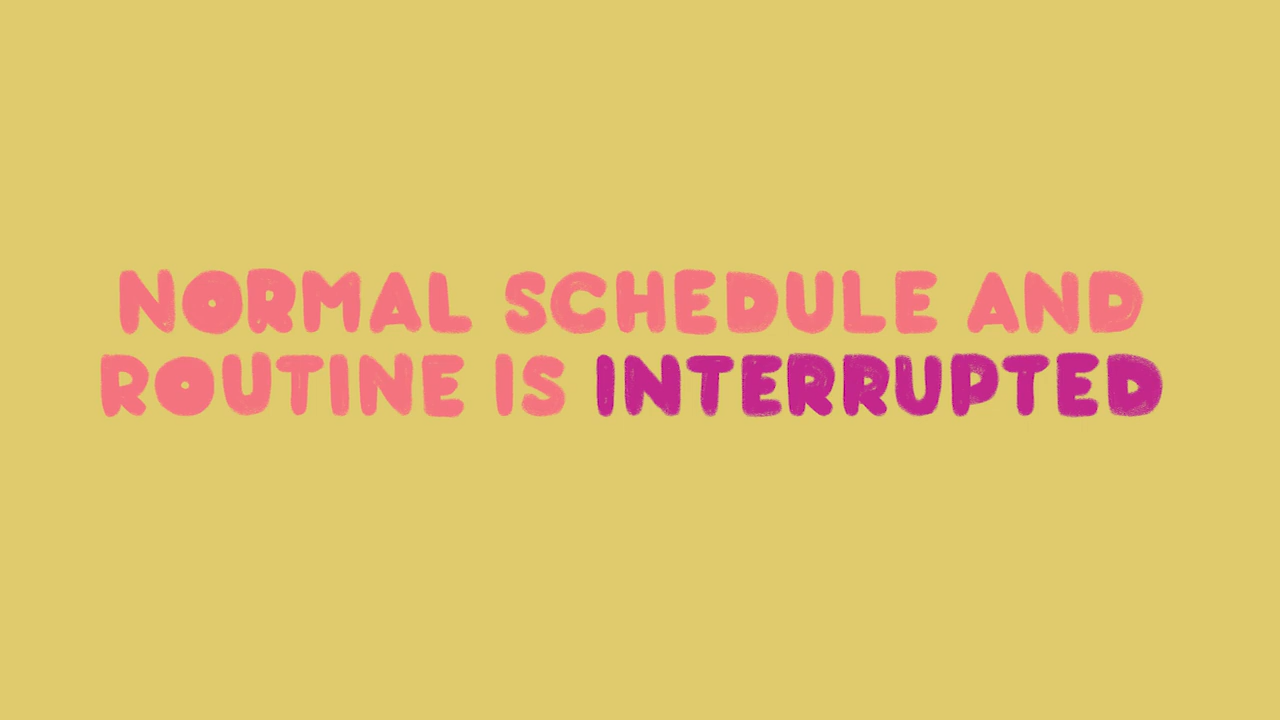 NORMAL SCHEDULE AND
ROUTINE IS INTERRUPTED